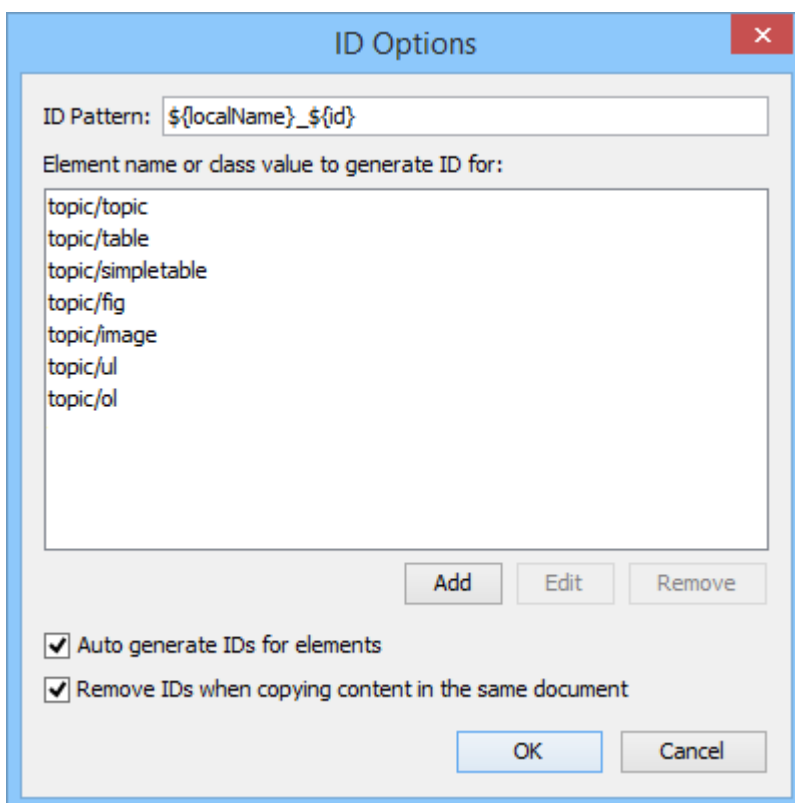 ID Options
ID Pattern: ${localName}_${id}
Element name or class value to generate ID for:
topic/topic
topic/table
topic/simpletable
topic/fig
topic/image
topic/ul
topic/ol
Add Edit Remove
Auto generate IDs for elements
Remove IDs when copying content in the same document
OK Cancel